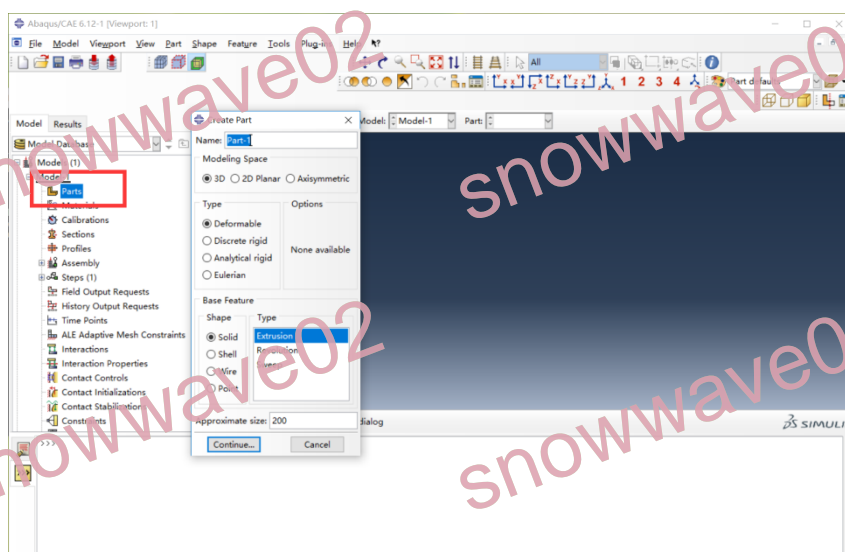 Abaqus/CAE 6.12-1 [Viewport: 1]
File Model Viewport View Part Shape Feature Tools Plug-ins Help
All
1 2 3 4 Part defaults
Model Results
Model: Model-1 Part:
Model Database
Models (1)
Model-1
Parts
Materials
Calibrations
Sections
Profiles
Assembly
Steps (1)
Field Output Requests
History Output Requests
Time Points
ALE Adaptive Mesh Constraints
Interactions
Interaction Properties
Contact Controls
Contact Initializations
Contact Stabilizations
Constraints
Create Part
Name: Part-1
Modeling Space
3D 2D Planar Axisymmetric
Type Options
Deformable
Discrete rigid
Analytical rigid
Eulerian
None available
Base Feature
Shape Type
Solid Extrusion
Shell Revolution
Wire Sweep
Point
Approximate size: 200
Continue... Cancel
dialog
SIMULI
>>>
snowwave02
snowwave02
snowwave02
snowwave02